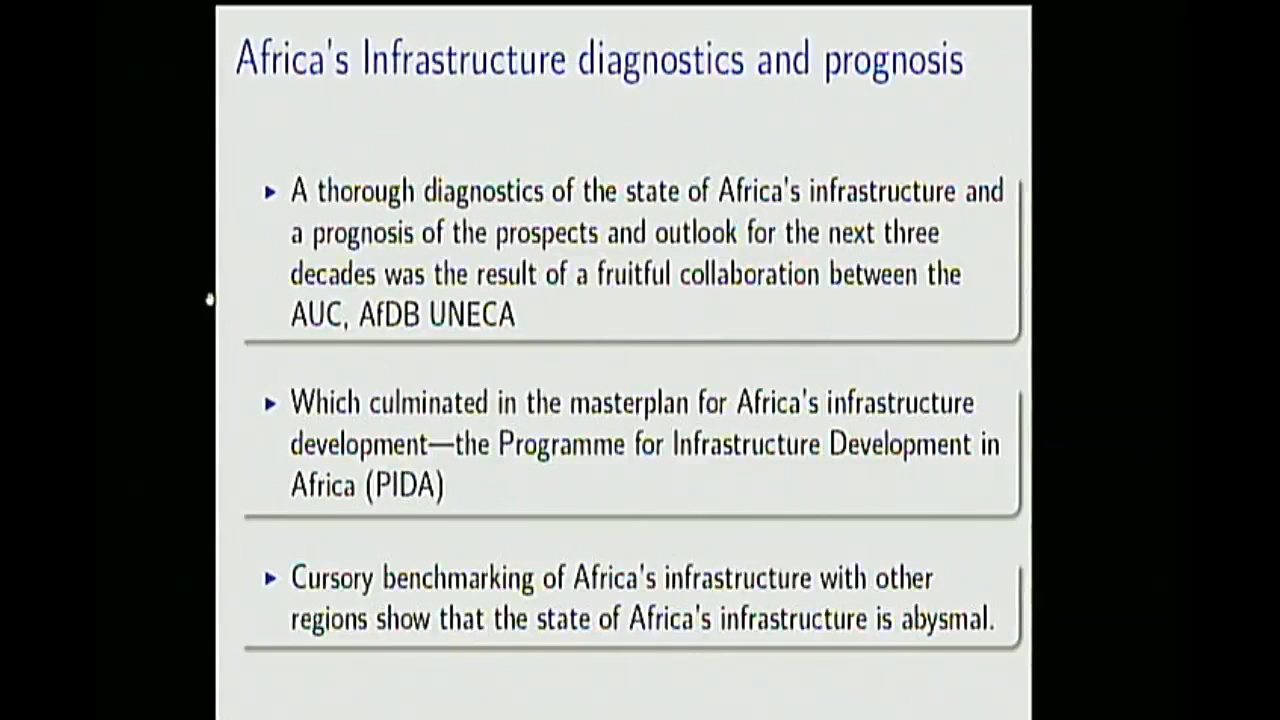 Africa's Infrastructure diagnostics and prognosis
▶ A thorough diagnostics of the state of Africa's infrastructure and
a prognosis of the prospects and outlook for the next three
decades was the result of a fruitful collaboration between the
AUC, AfDB UNECA
▶ Which culminated in the masterplan for Africa's infrastructure
development—the Programme for Infrastructure Development in
Africa (PIDA)
▶ Cursory benchmarking of Africa's infrastructure with other
regions show that the state of Africa's infrastructure is abysmal.